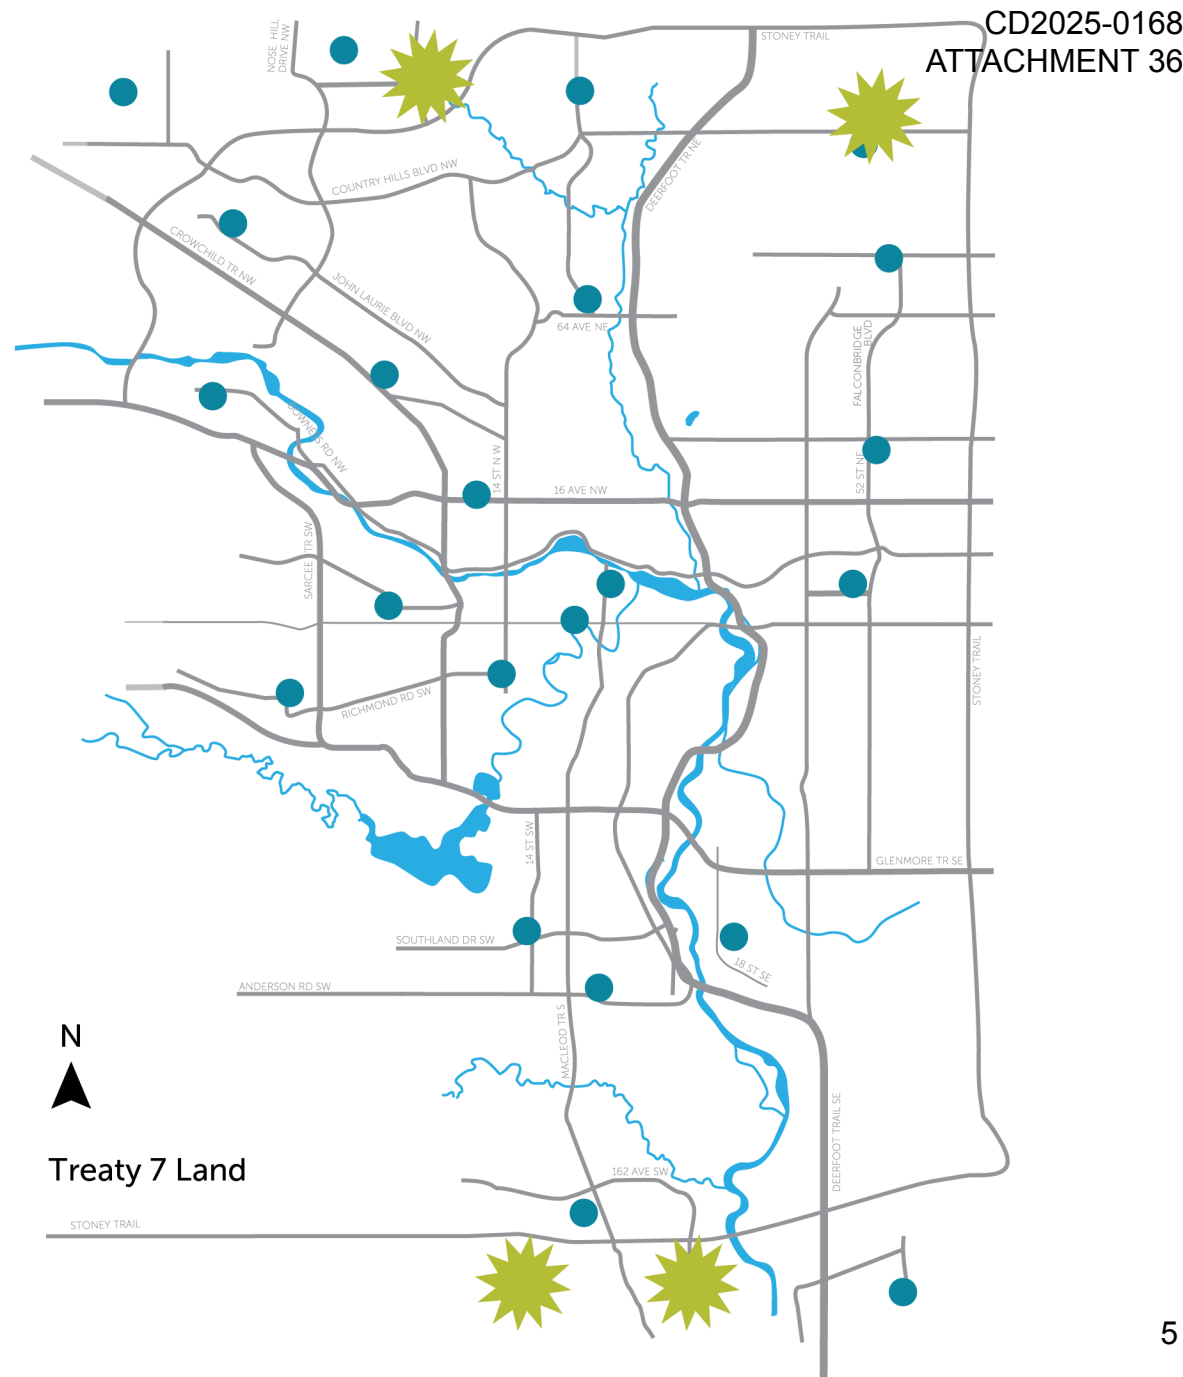 CD2025-0168
ATTACHMENT 36
NOSE HILL
DRIVE NW
STONEY TRAIL
COUNTRY HILLS BLVD NW
DEERFOOT TR NE
CROWCHILD TR NW
JOHN LAURIE BLVD NW
64 AVE NE
FALCONBRIDGE
BLVD
RD NW
14 ST N W
52 ST NE
16 AVE NW
SARCEE TR SW
RICHMOND RD SW
STONEY TRAIL
14 ST SW
GLENMORE TR SE
SOUTHLAND DR SW
18 ST SE
ANDERSON RD SW
MACLEOD TR S
N
DEERFOOT TRAIL SE
Treaty 7 Land
162 AVE SW
STONEY TRAIL
5